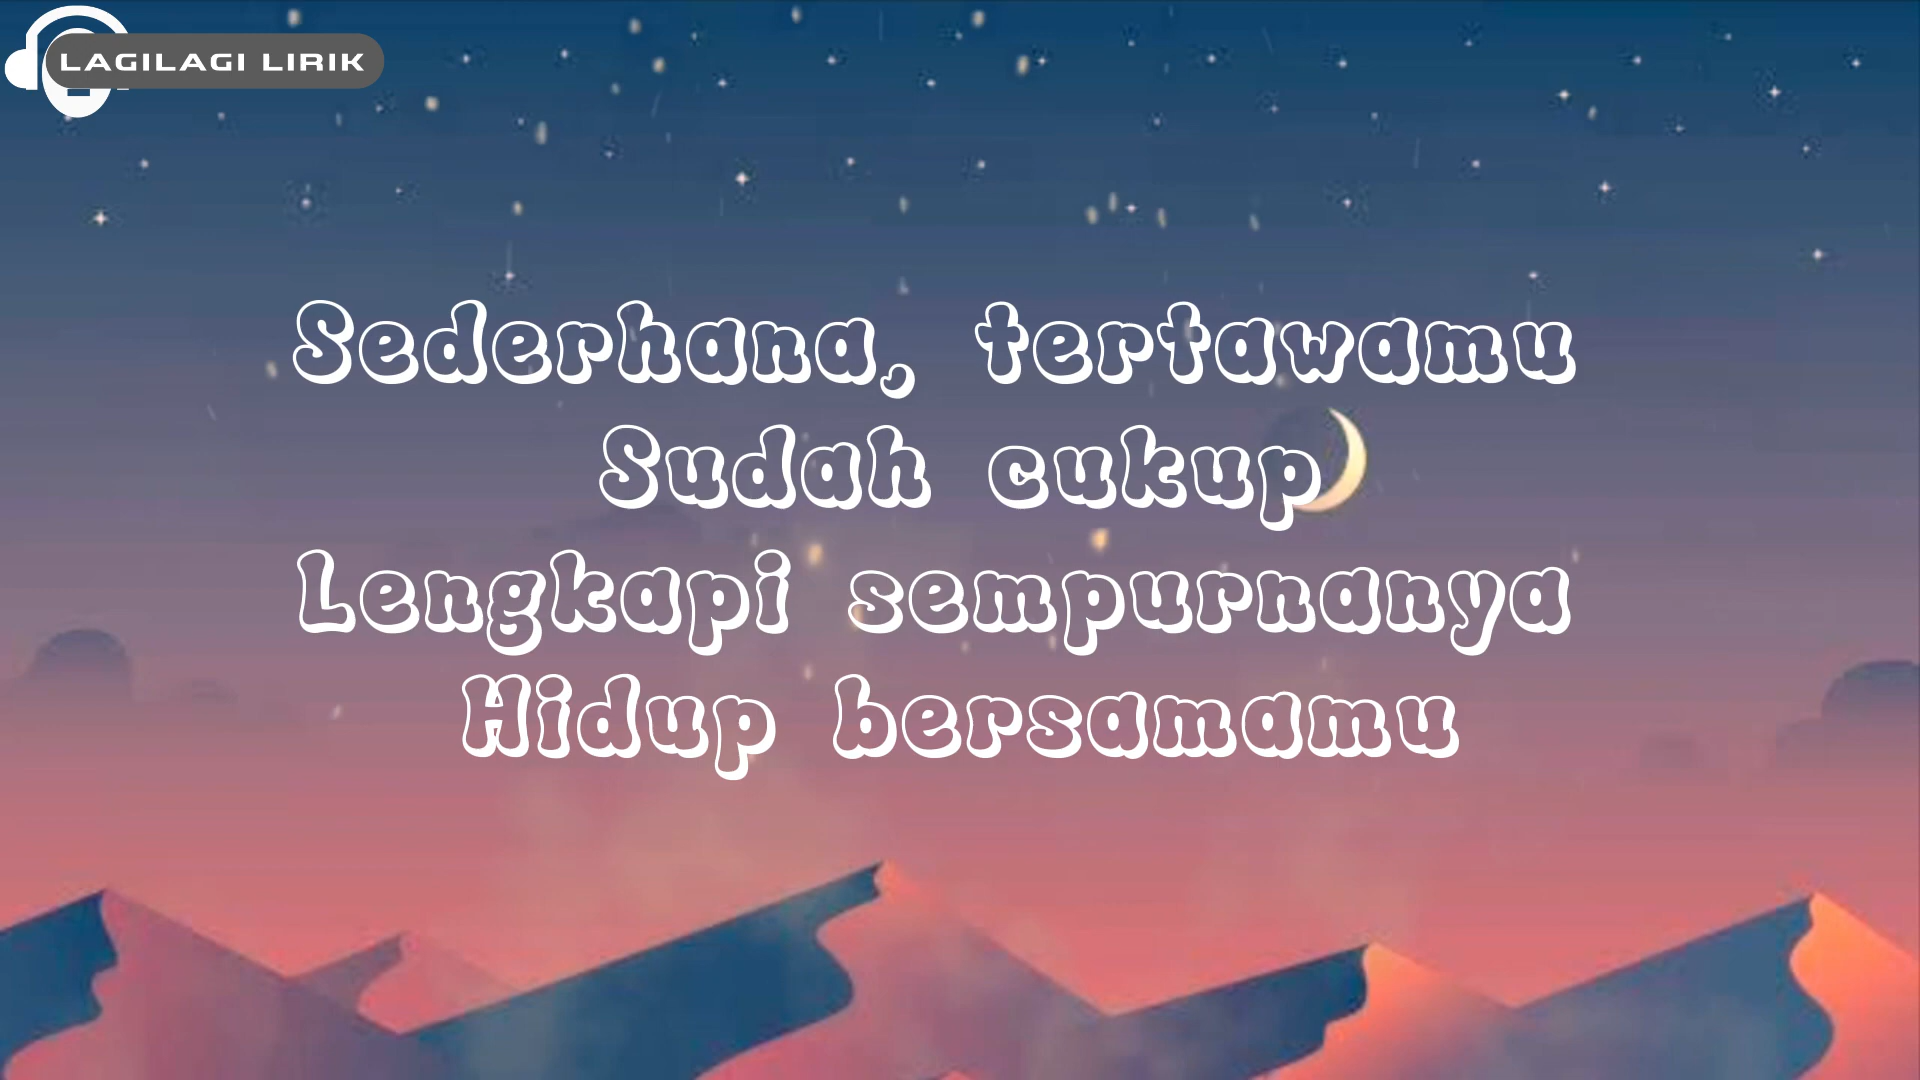 LAGILAGI LIRIK
Sederhana, tertawamu
Sudah cukup
Lengkapi sempurnanya
Hidup bersamamu